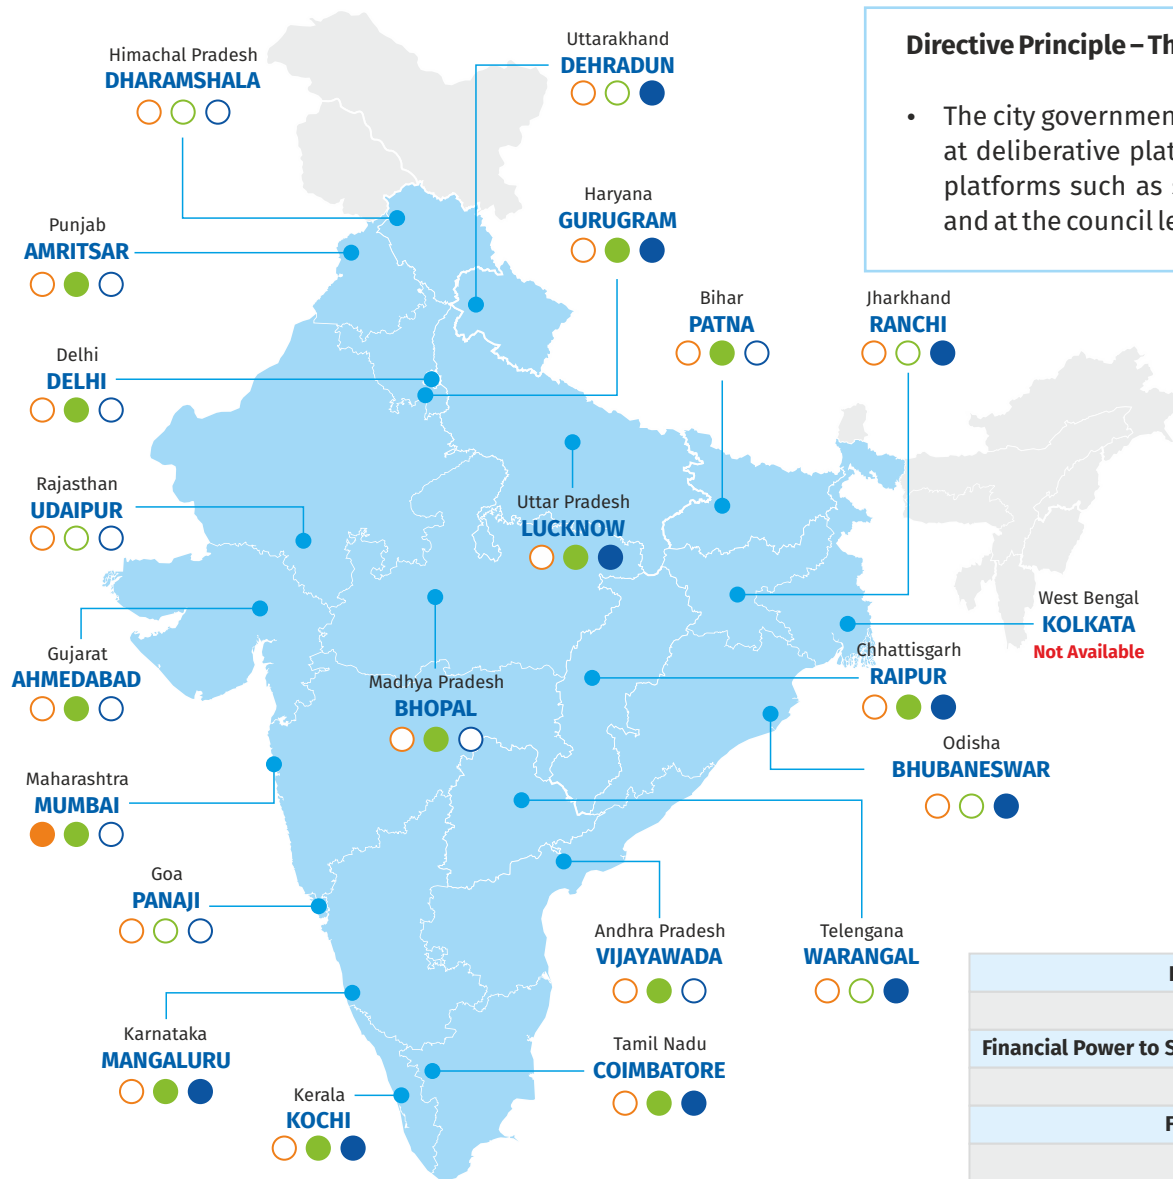 Directive Principle – Th
• The city governmen
at deliberative plat
platforms such as s
and at the council le
Himachal Pradesh
DHARAMSHALA
Uttarakhand
DEHRADUN
Punjab
AMRITSAR
Haryana
GURUGRAM
Bihar
PATNA
Jharkhand
RANCHI
Delhi
DELHI
Rajasthan
UDAIPUR
Uttar Pradesh
LUCKNOW
West Bengal
KOLKATA
Not Available
Gujarat
AHMEDABAD
Madhya Pradesh
BHOPAL
Chhattisgarh
RAIPUR
Odisha
BHUBANESWAR
Maharashtra
MUMBAI
Goa
PANAJI
Andhra Pradesh
VIJAYAWADA
Telengana
WARANGAL
Karnataka
MANGALURU
Tamil Nadu
COIMBATORE
Kerala
KOCHI
Financial Power to S
F